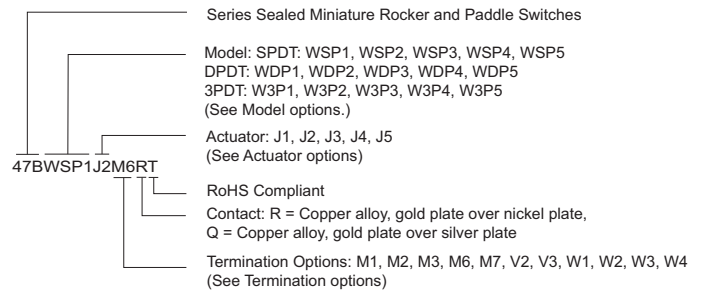 Series Sealed Miniature Rocker and Paddle Switches
Model: SPDT: WSP1, WSP2, WSP3, WSP4, WSP5
DPDT: WDP1, WDP2, WDP3, WDP4, WDP5
3PDT: W3P1, W3P2, W3P3, W3P4, W3P5
(See Model options.)
Actuator: J1, J2, J3, J4, J5
(See Actuator options)
47BWSP1J2M6RT
RoHS Compliant
Contact: R = Copper alloy, gold plate over nickel plate,
Q = Copper alloy, gold plate over silver plate
Termination Options: M1, M2, M3, M6, M7, V2, V3, W1, W2, W3, W4
(See Termination options)